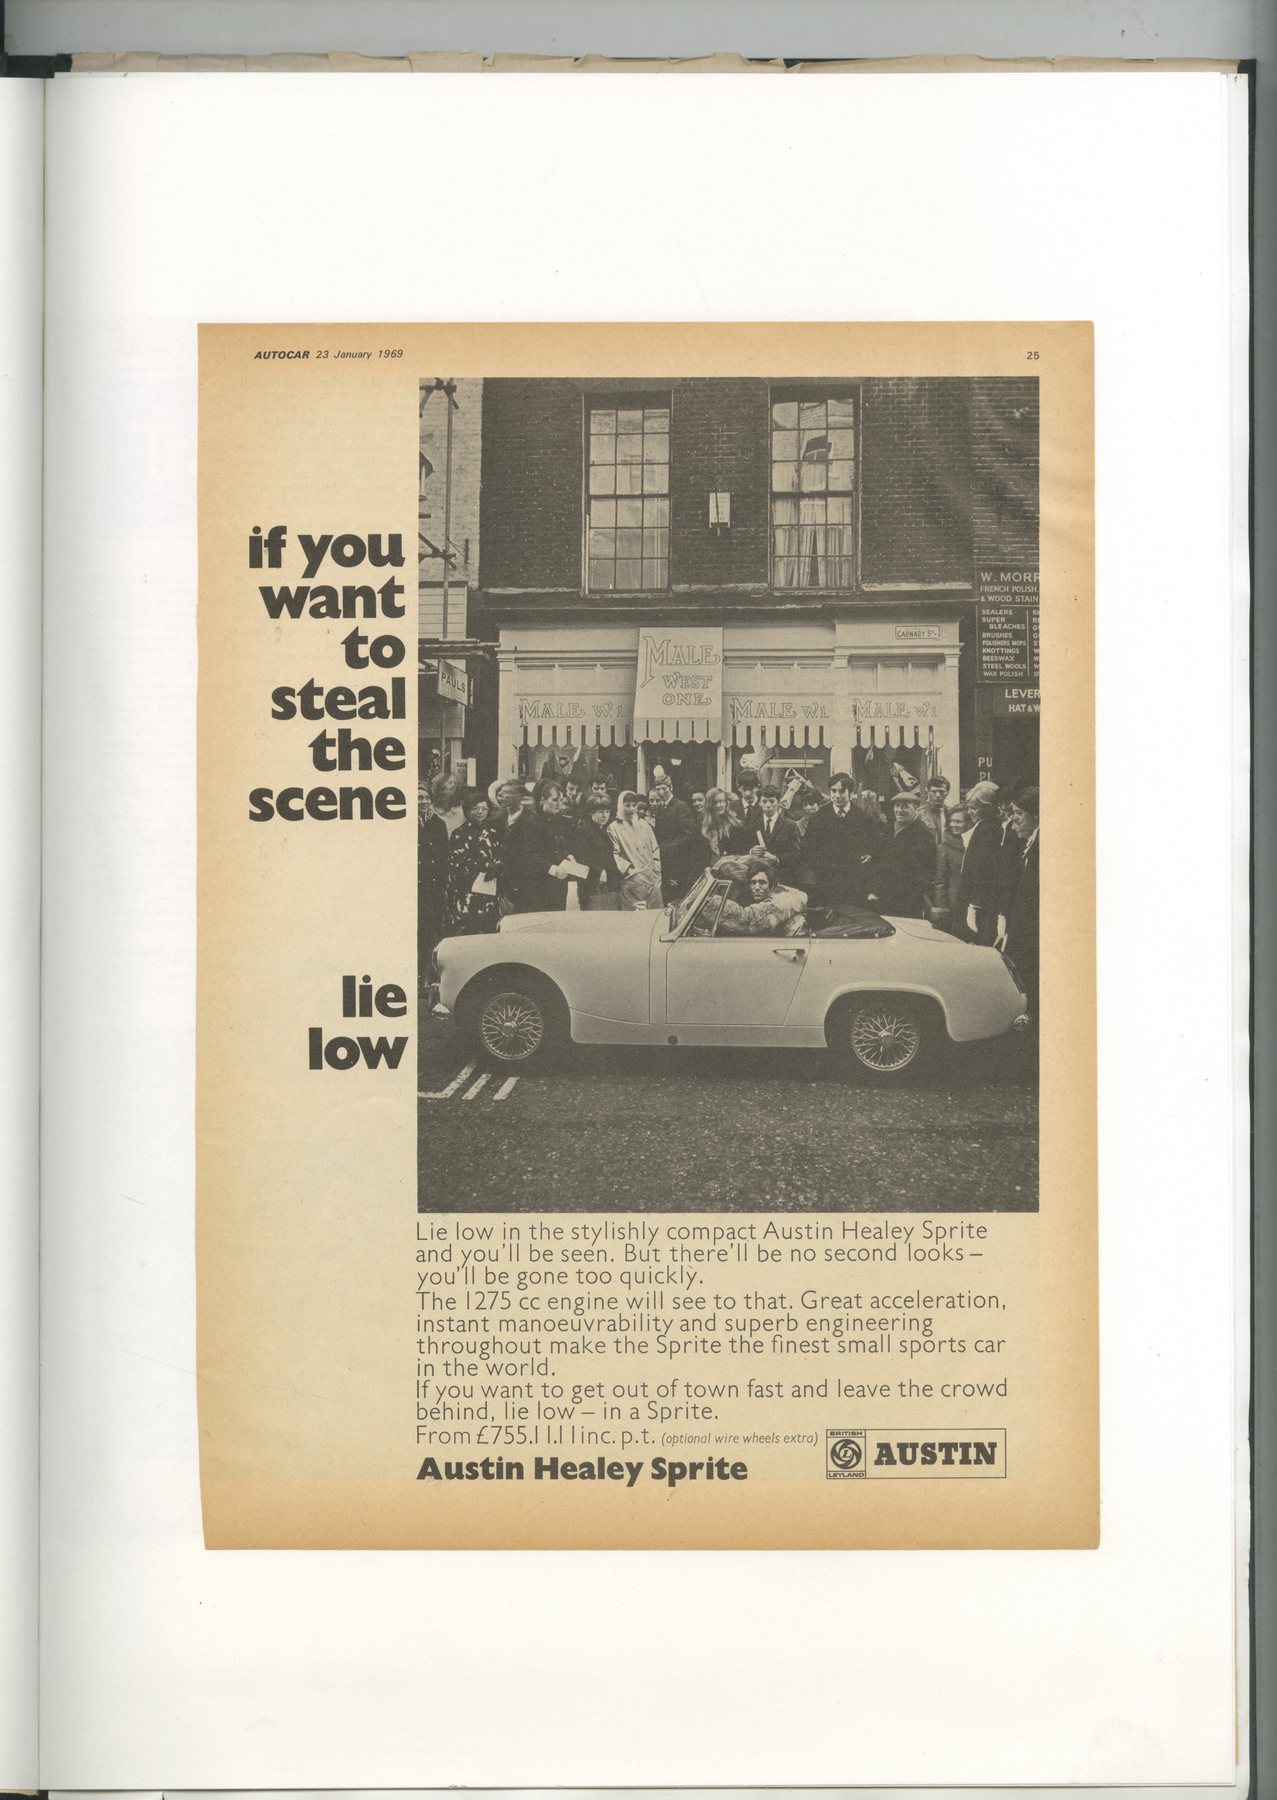 AUTOCAR 23 January 1969
25
if you
want
to
steal
the
scene
lie
low
W. MORR
FRENCH POLISH
& WOOD STAIN
SEALERS
SUPER
BLEACHES
BRUSHES
POLISHERS MOPS
KNOTTINGS
BEESWAX
STEEL WOOLS
WAX POLISH
LEVER
HAT & W
PU
CARNABY ST.
MALE
WEST
ONE
MALE W1.
MALE W1.
MALE W1
PAULS
Lie low in the stylishly compact Austin Healey Sprite
and you'll be seen. But there'll be no second looks –
you'll be gone too quickly.
The 1275 cc engine will see to that. Great acceleration,
instant manoeuvrability and superb engineering
throughout make the Sprite the finest small sports car
in the world.
If you want to get out of town fast and leave the crowd
behind, lie low – in a Sprite.
From £755.11.11 inc. p.t. (optional wire wheels extra)
Austin Healey Sprite
BRITISH
L
LEYLAND
AUSTIN